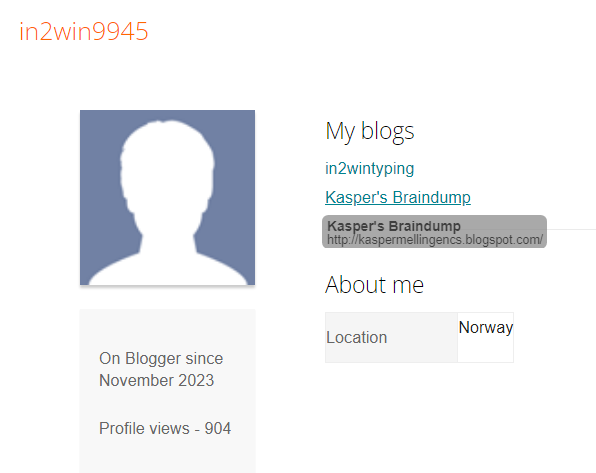 in2win9945
My blogs
in2wintyping
Kasper's Braindump
Kasper's Braindump
http://kaspermellingencs.blogspot.com/
About me
Location Norway
On Blogger since
November 2023
Profile views - 904